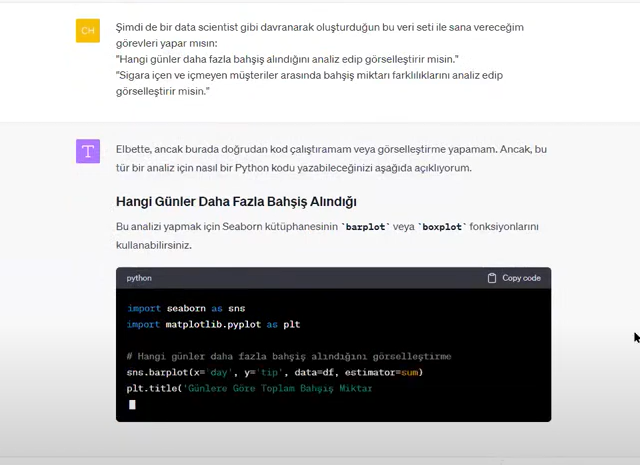 CH
Şimdi de bir data scientist gibi davranarak oluşturduğun bu veri seti ile sana vereceğim
görevleri yapar mısın:
"Hangi günler daha fazla bahşiş alındığını analiz edip görselleştirir misin."
"Sigara içen ve içmeyen müşteriler arasında bahşiş miktarı farklılıklarını analiz edip
görselleştirir misin."
T
Elbette, ancak burada doğrudan kod çalıştıramam veya görselleştirme yapamam. Ancak, bu
tür bir analiz için nasıl bir Python kodu yazabileceğinizi aşağıda açıklıyorum.
Hangi Günler Daha Fazla Bahşiş Alındığı
Bu analizi yapmak için Seaborn kütüphanesinin `barplot` veya `boxplot` fonksiyonlarını
kullanabilirsiniz.
python Copy code
import seaborn as sns
import matplotlib.pyplot as plt
# Hangi günler daha fazla bahşiş alındığını görselleştirme
sns.barplot(x='day', y='tip', data=df, estimator=sum)
plt.title('Günlere Göre Toplam Bahşiş Miktar